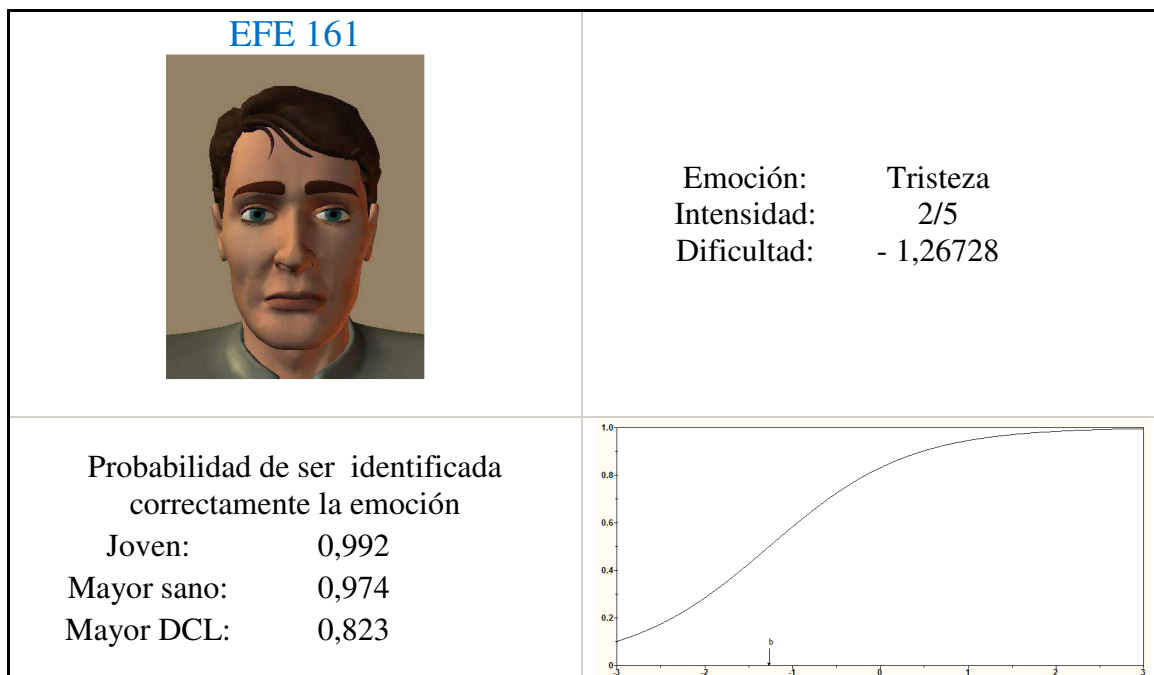 EFE 161
Emoción: Tristeza
Intensidad: 2/5
Dificultad: - 1,26728
Probabilidad de ser identificada
correctamente la emoción
Joven: 0,992
Mayor sano: 0,974
Mayor DCL: 0,823
1.0
0.8
0.6
0.4
0.2
0
b
-3 -2 -1 0 1 2 3